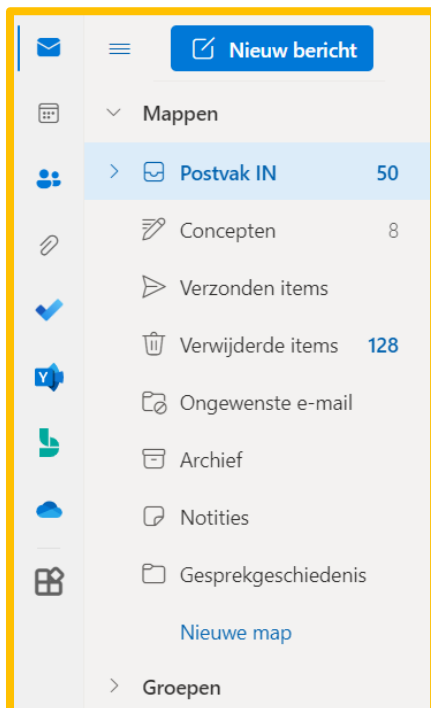 Nieuw bericht
Mappen
Postvak IN 50
Concepten 8
Verzonden items
Verwijderde items 128
Ongewenste e-mail
Archief
Notities
Gesprekgeschiedenis
Nieuwe map
Groepen